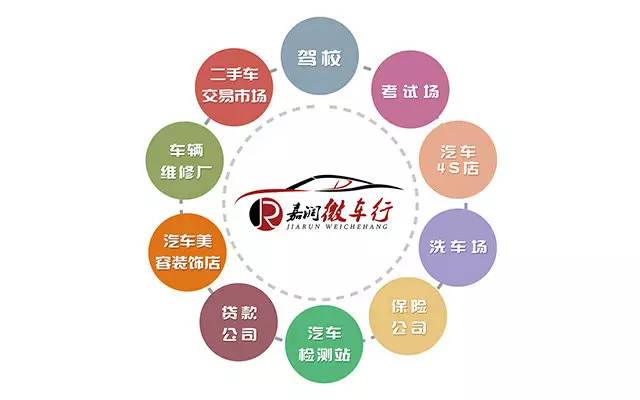 驾校
考试场
汽车
4S店
洗车场
保险
公司
汽车
检测站
贷款
公司
汽车美
容装饰店
车辆
维修厂
二手车
交易市场
R
嘉润微车行
JIARUN WEICHEHANG